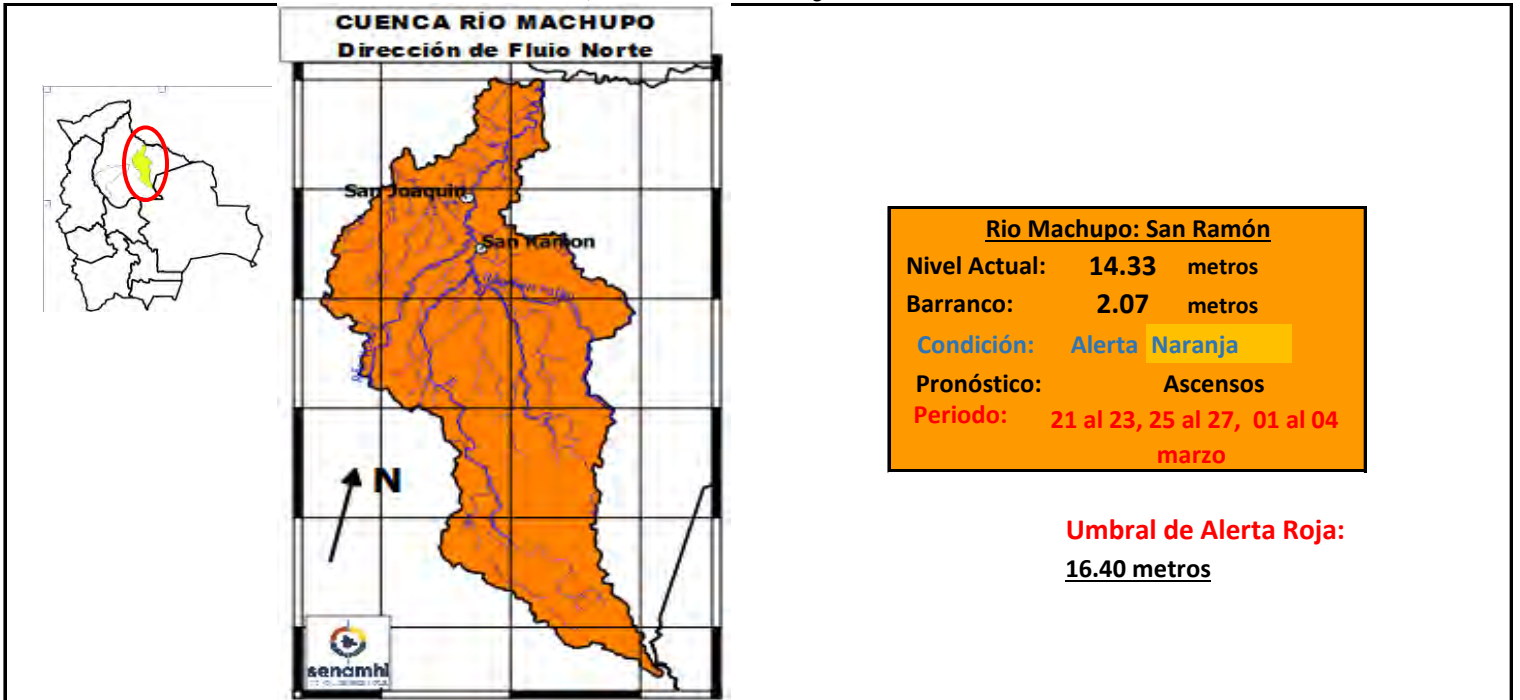 CUENCA RIO MACHUPO
Dirección de Flujo Norte
San Joaquin
San Ramon
N
senamhi
Rio Machupo: San Ramón
Nivel Actual: 14.33 metros
Barranco: 2.07 metros
Condición: Alerta Naranja
Pronóstico: Ascensos
Periodo: 21 al 23, 25 al 27, 01 al 04
marzo
Umbral de Alerta Roja:
16.40 metros